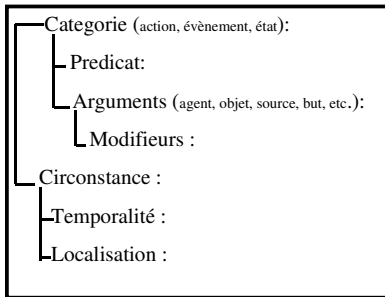 Categorie (action, évènement, état):
Predicat:
Arguments (agent, objet, source, but, etc.):
Modifieurs :
Circonstance :
Temporalité :
Localisation :